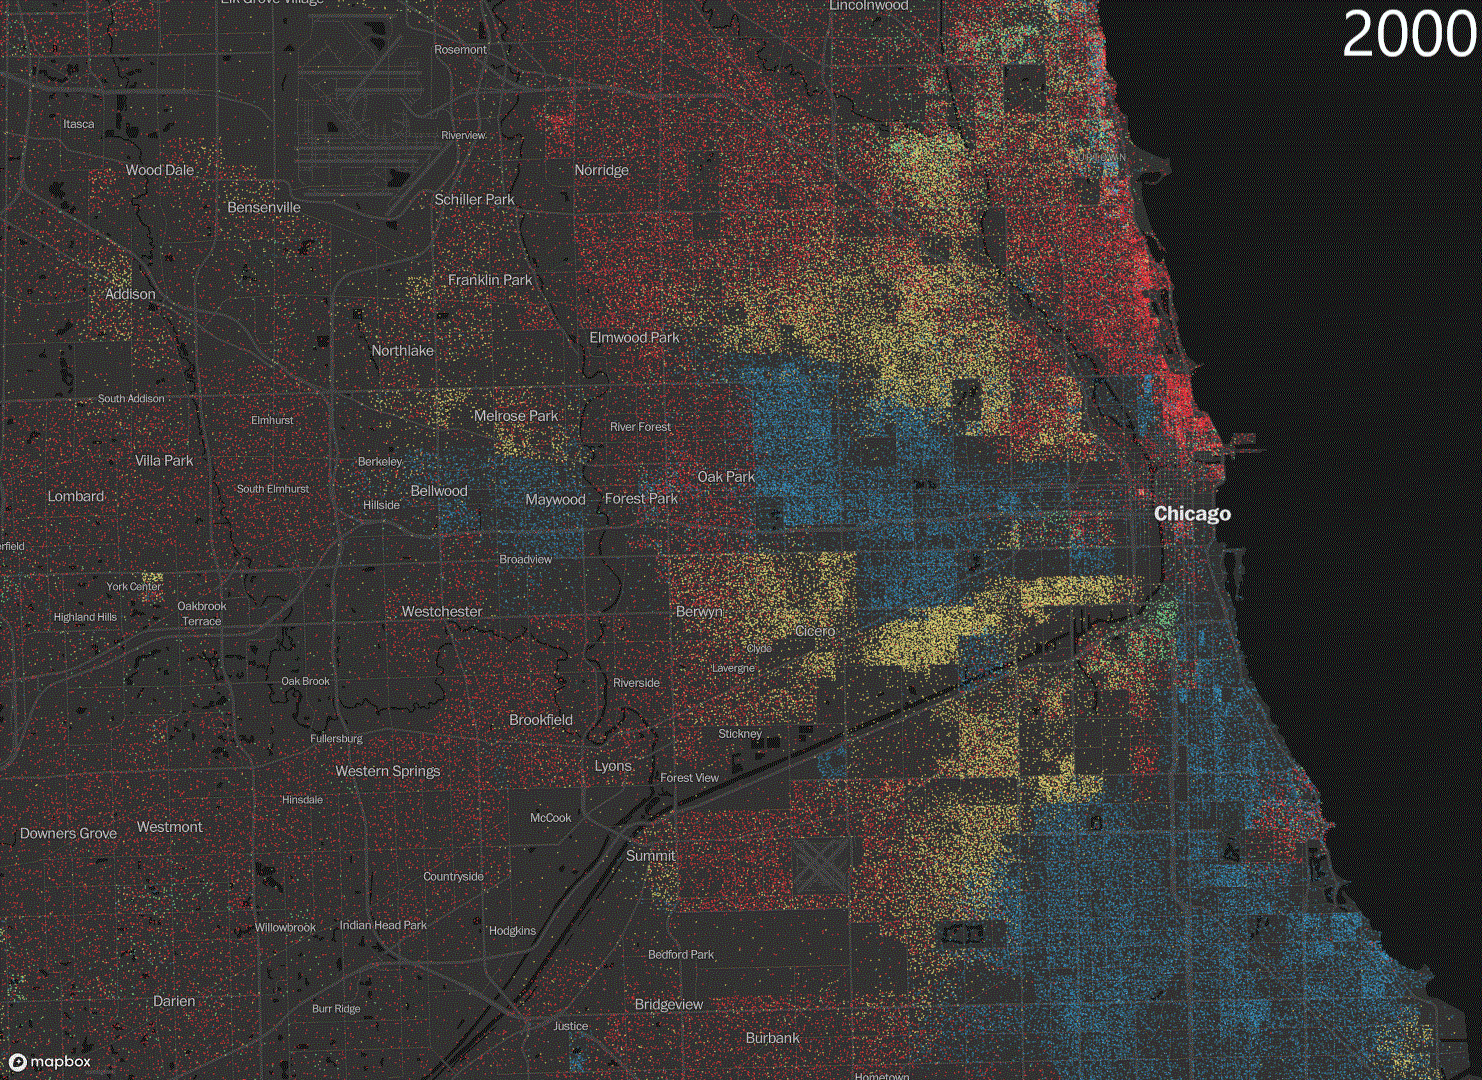 Elk Grove Village
Lincolnwood
2000
Rosemont
Itasca
Riverview
Wood Dale
Norridge
Schiller Park
Bensenville
Franklin Park
Addison
Elmwood Park
Northlake
South Addison
Melrose Park
Elmhurst
River Forest
Villa Park
Berkeley
Oak Park
South Elmhurst
Bellwood
Lombard
Maywood
Forest Park
Hillside
Chicago
Broadview
York Center
Oakbrook
Terrace
Highland Hills
Westchester
Berwyn
Cicero
Clyde
Lavergne
Oak Brook
Riverside
Brookfield
Fullersburg
Stickney
Western Springs
Lyons
Forest View
Hinsdale
McCook
Downers Grove
Westmont
Summit
Countryside
Willowbrook
Indian Head Park
Hodgkins
Bedford Park
Darien
Burr Ridge
Bridgeview
Justice
Burbank
mapbox
Hometown